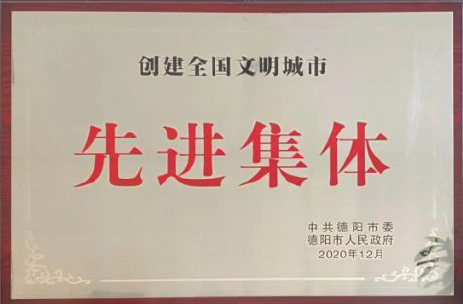 创建全国文明城市
先进集体
中共德阳市委
德阳市人民政府
2020年12月